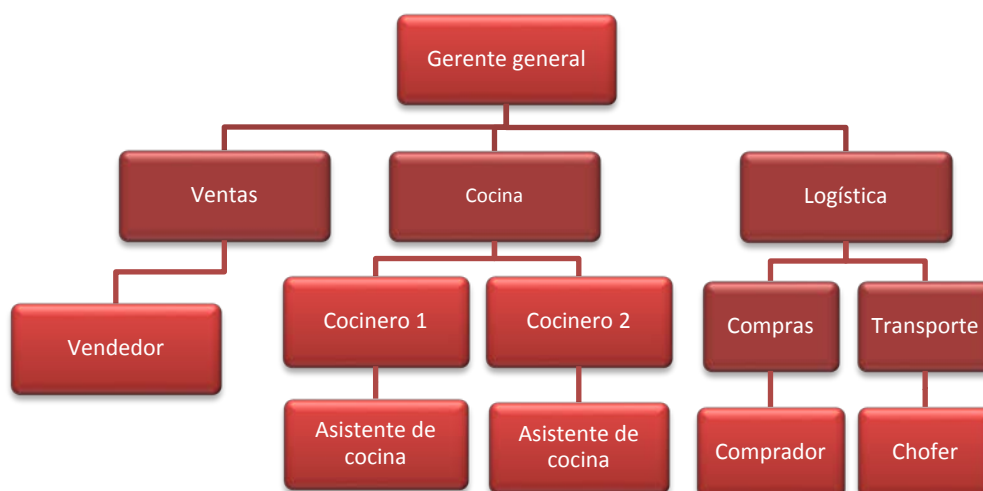 Gerente general
Ventas
Cocina
Logística
Vendedor
Cocinero 1
Cocinero 2
Compras
Transporte
Asistente de
cocina
Asistente de
cocina
Comprador
Chofer